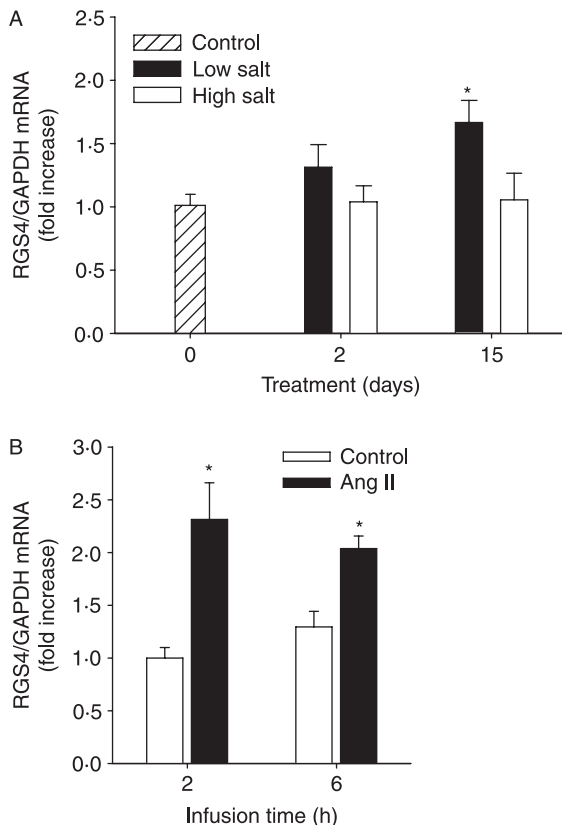 A
RGS4/GAPDH mRNA
(fold increase)
2·5
2·0
1·5
1·0
1·5
0·0
Control
Low salt
High salt
*
0
2
15
Treatment (days)
B
RGS4/GAPDH mRNA
(fold increase)
3·0
2·5
2·0
1·5
1·0
1·5
0·0
Control
Ang II
*
*
2
6
Infusion time (h)